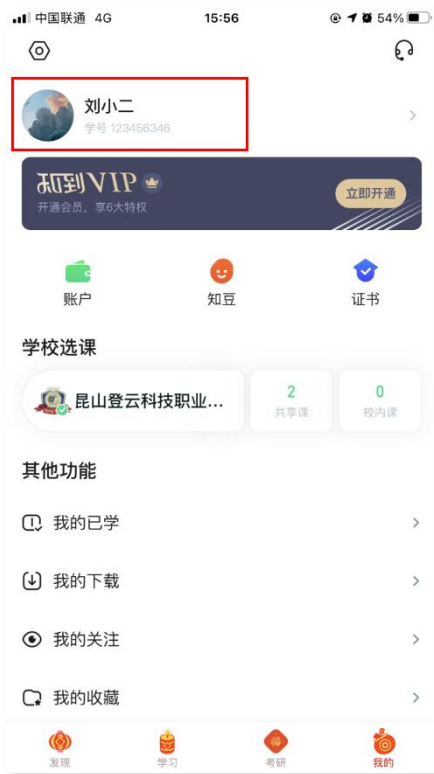 中国联通 4G 15:56 54%
刘小二
学号 123456346
知到VIP
开通会员，享6大特权
立即开通
账户 知豆 证书
学校选课
昆山登云科技职业... 2 0
共享课 校内课
其他功能
我的已学
我的下载
我的关注
我的收藏
发现 学习 考研 我的